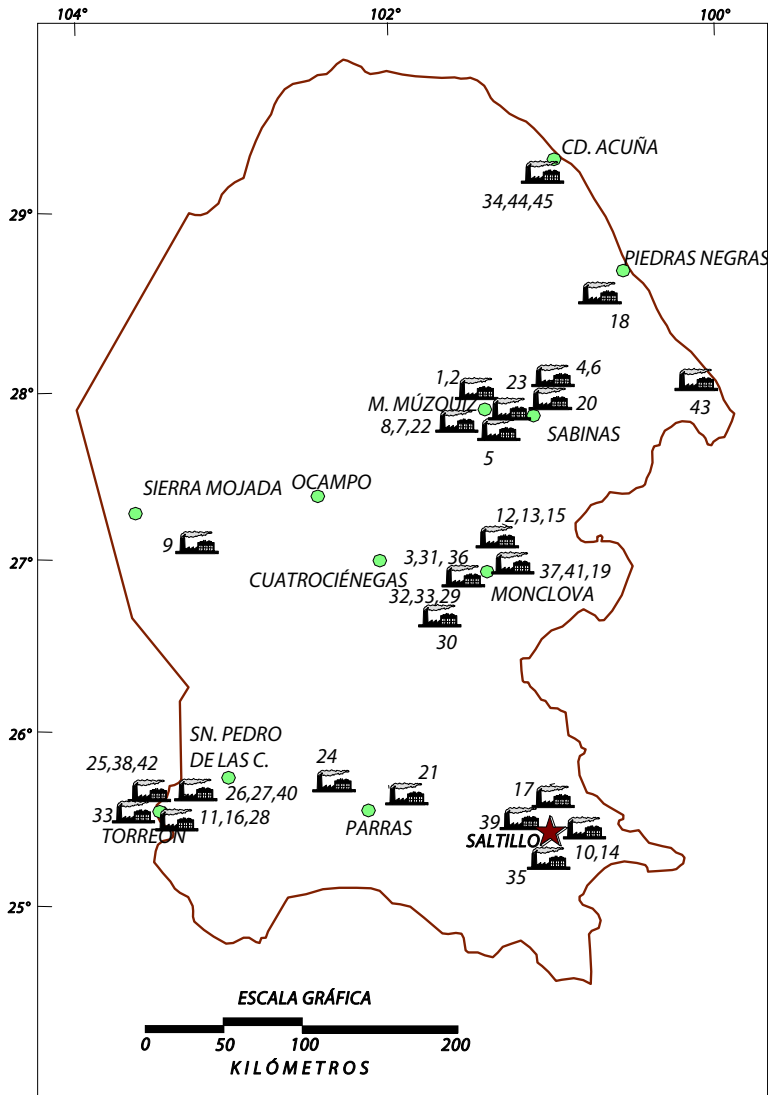 104°
102°
100°
CD. ACUÑA
29°
34,44,45
PIEDRAS NEGRAS
18
28°
1,2
23
4,6
M. MÚZQUIZ
20
43
8,7,22
SABINAS
5
SIERRA MOJADA
OCAMPO
12,13,15
9
27°
3,31,36
CUATROCIÉNEGAS
37,41,19
32,33,29
MONCLOVA
30
26°
SN. PEDRO
DE LAS C.
25,38,42
24
21
26,27,40
17
33
11,16,28
TORREÓN
PARRAS
39
SALTILLO
10,14
35
25°
ESCALA GRÁFICA
0 50 100 200
KILÓMETROS